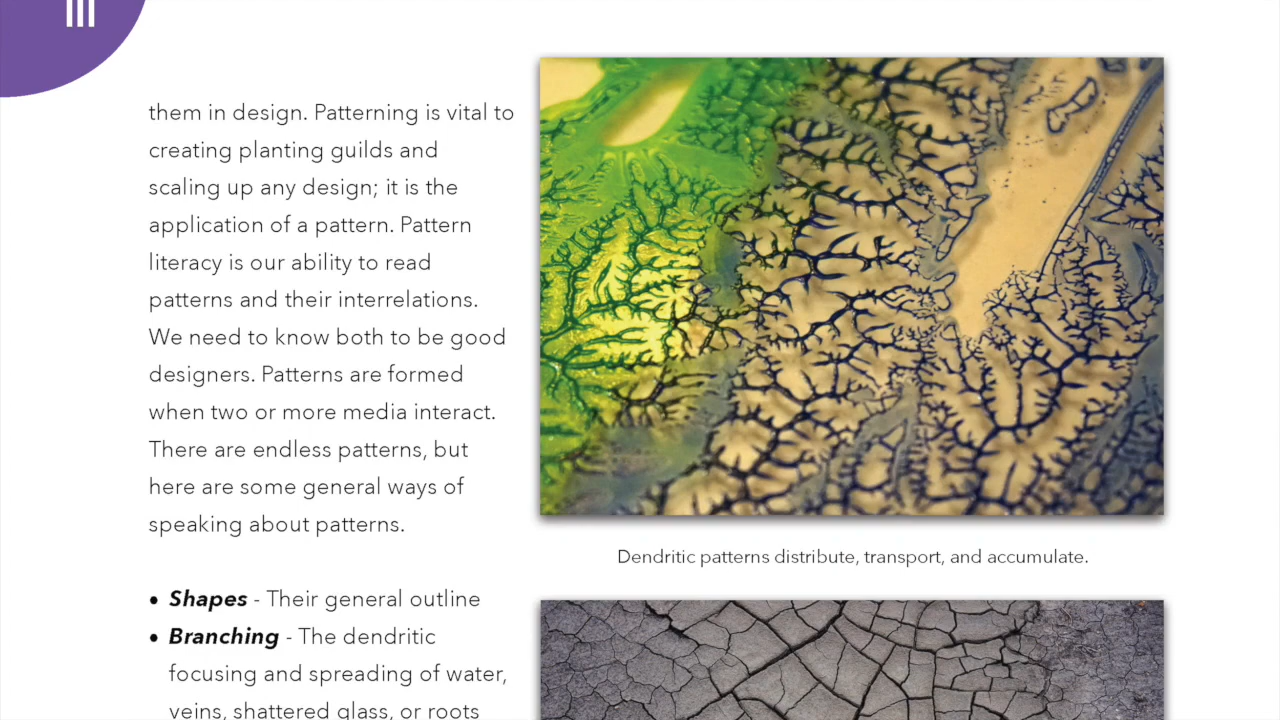 III
them in design. Patterning is vital to
creating planting guilds and
scaling up any design; it is the
application of a pattern. Pattern
literacy is our ability to read
patterns and their interrelations.
We need to know both to be good
designers. Patterns are formed
when two or more media interact.
There are endless patterns, but
here are some general ways of
speaking about patterns.
• Shapes - Their general outline
• Branching - The dendritic
focusing and spreading of water,
veins, shattered glass, or roots
Dendritic patterns distribute, transport, and accumulate.